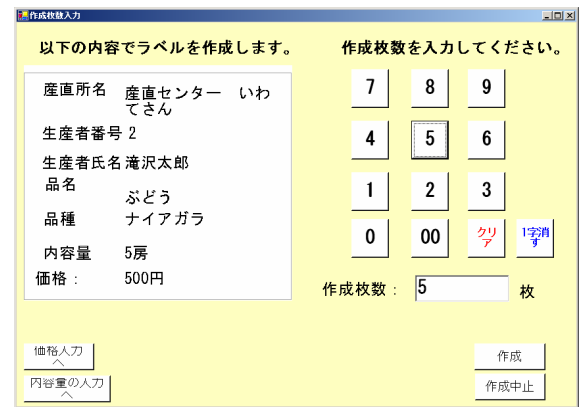 作成枚数入力
以下の内容でラベルを作成します。
産直所名 産直センター　いわ
てさん
生産者番号 2
生産者氏名 滝沢太郎
品名
ぶどう
品種 ナイアガラ
内容量 5房
価格： 500円
価格入力
へ
内容量の入力
へ
作成枚数を入力してください。
7 8 9
4 5 6
1 2 3
0 00 クリ
ア 1字消
す
作成枚数： 5 枚
作成
作成中止